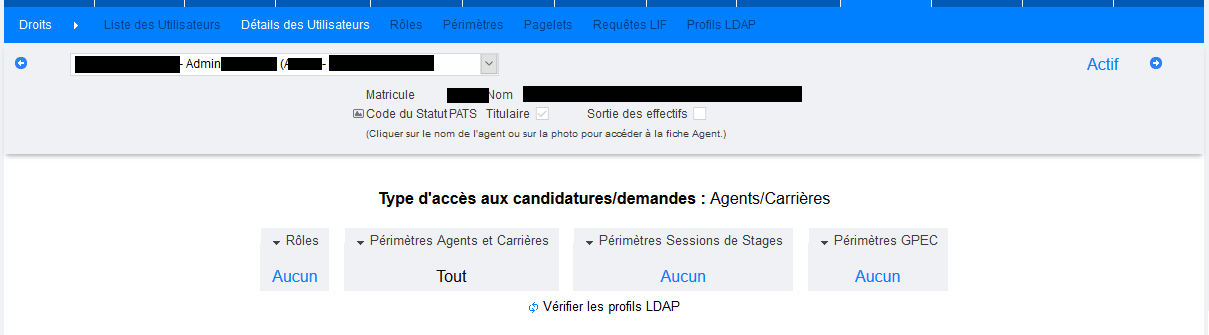 Droits Liste des Utilisateurs Détails des Utilisateurs Rôles Périmètres Pagelets Requêtes LIF Profils LDAP
- Admin (A - Actif
Matricule Nom
Code du Statut PATS Titulaire Sortie des effectifs
(Cliquer sur le nom de l'agent ou sur la photo pour accéder à la fiche Agent.)
Type d'accès aux candidatures/demandes : Agents/Carrières
Rôles Périmètres Agents et Carrières Périmètres Sessions de Stages Périmètres GPEC
Aucun Tout Aucun Aucun
Vérifier les profils LDAP